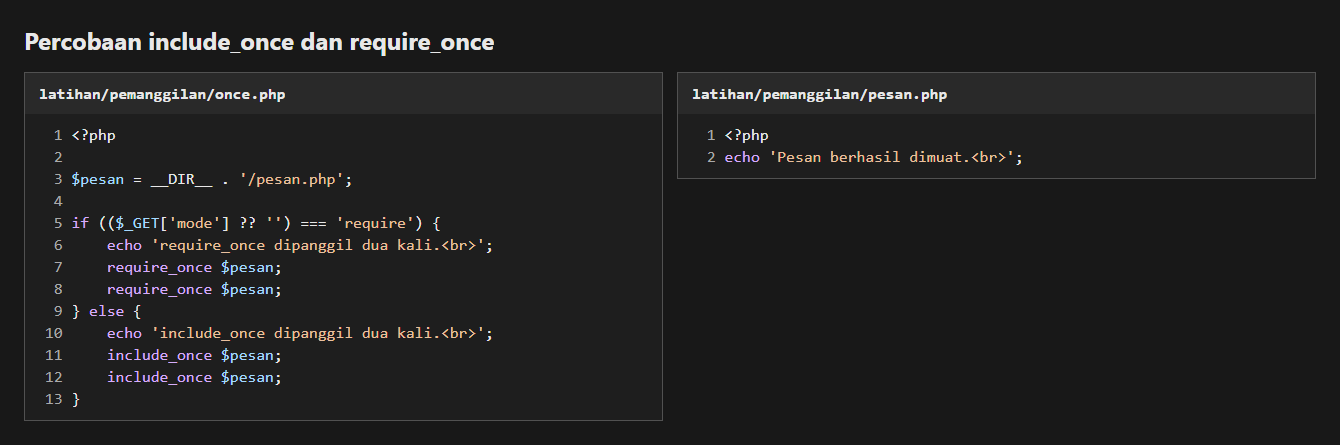 Percobaan include_once dan require_once
latihan/pemanggilan/once.php
1 <?php
2
3 $pesan = __DIR__ . '/pesan.php';
4
5 if (($_GET['mode'] ?? '') === 'require') {
6     echo 'require_once dipanggil dua kali.<br>';
7     require_once $pesan;
8     require_once $pesan;
9 } else {
10     echo 'include_once dipanggil dua kali.<br>';
11     include_once $pesan;
12     include_once $pesan;
13 }
latihan/pemanggilan/pesan.php
1 <?php
2 echo 'Pesan berhasil dimuat.<br>';